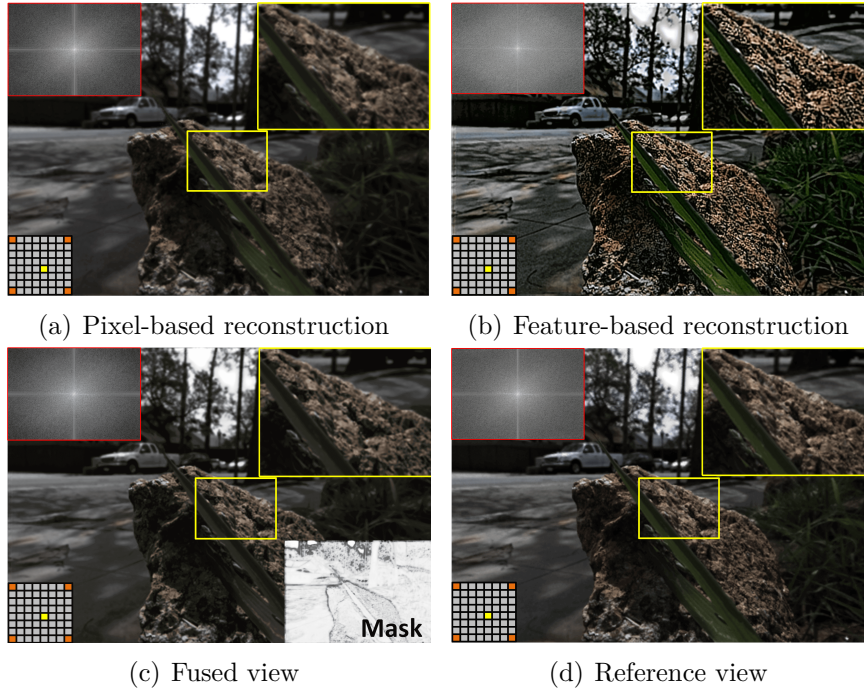 (a) Pixel-based reconstruction
(b) Feature-based reconstruction
Mask
(c) Fused view
(d) Reference view